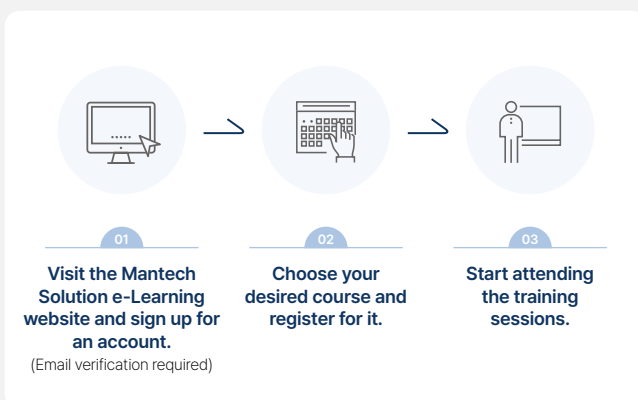 01
Visit the Mantech
Solution e-Learning
website and sign up for
an account.
(Email verification required)
02
Choose your
desired course and
register for it.
03
Start attending
the training
sessions.